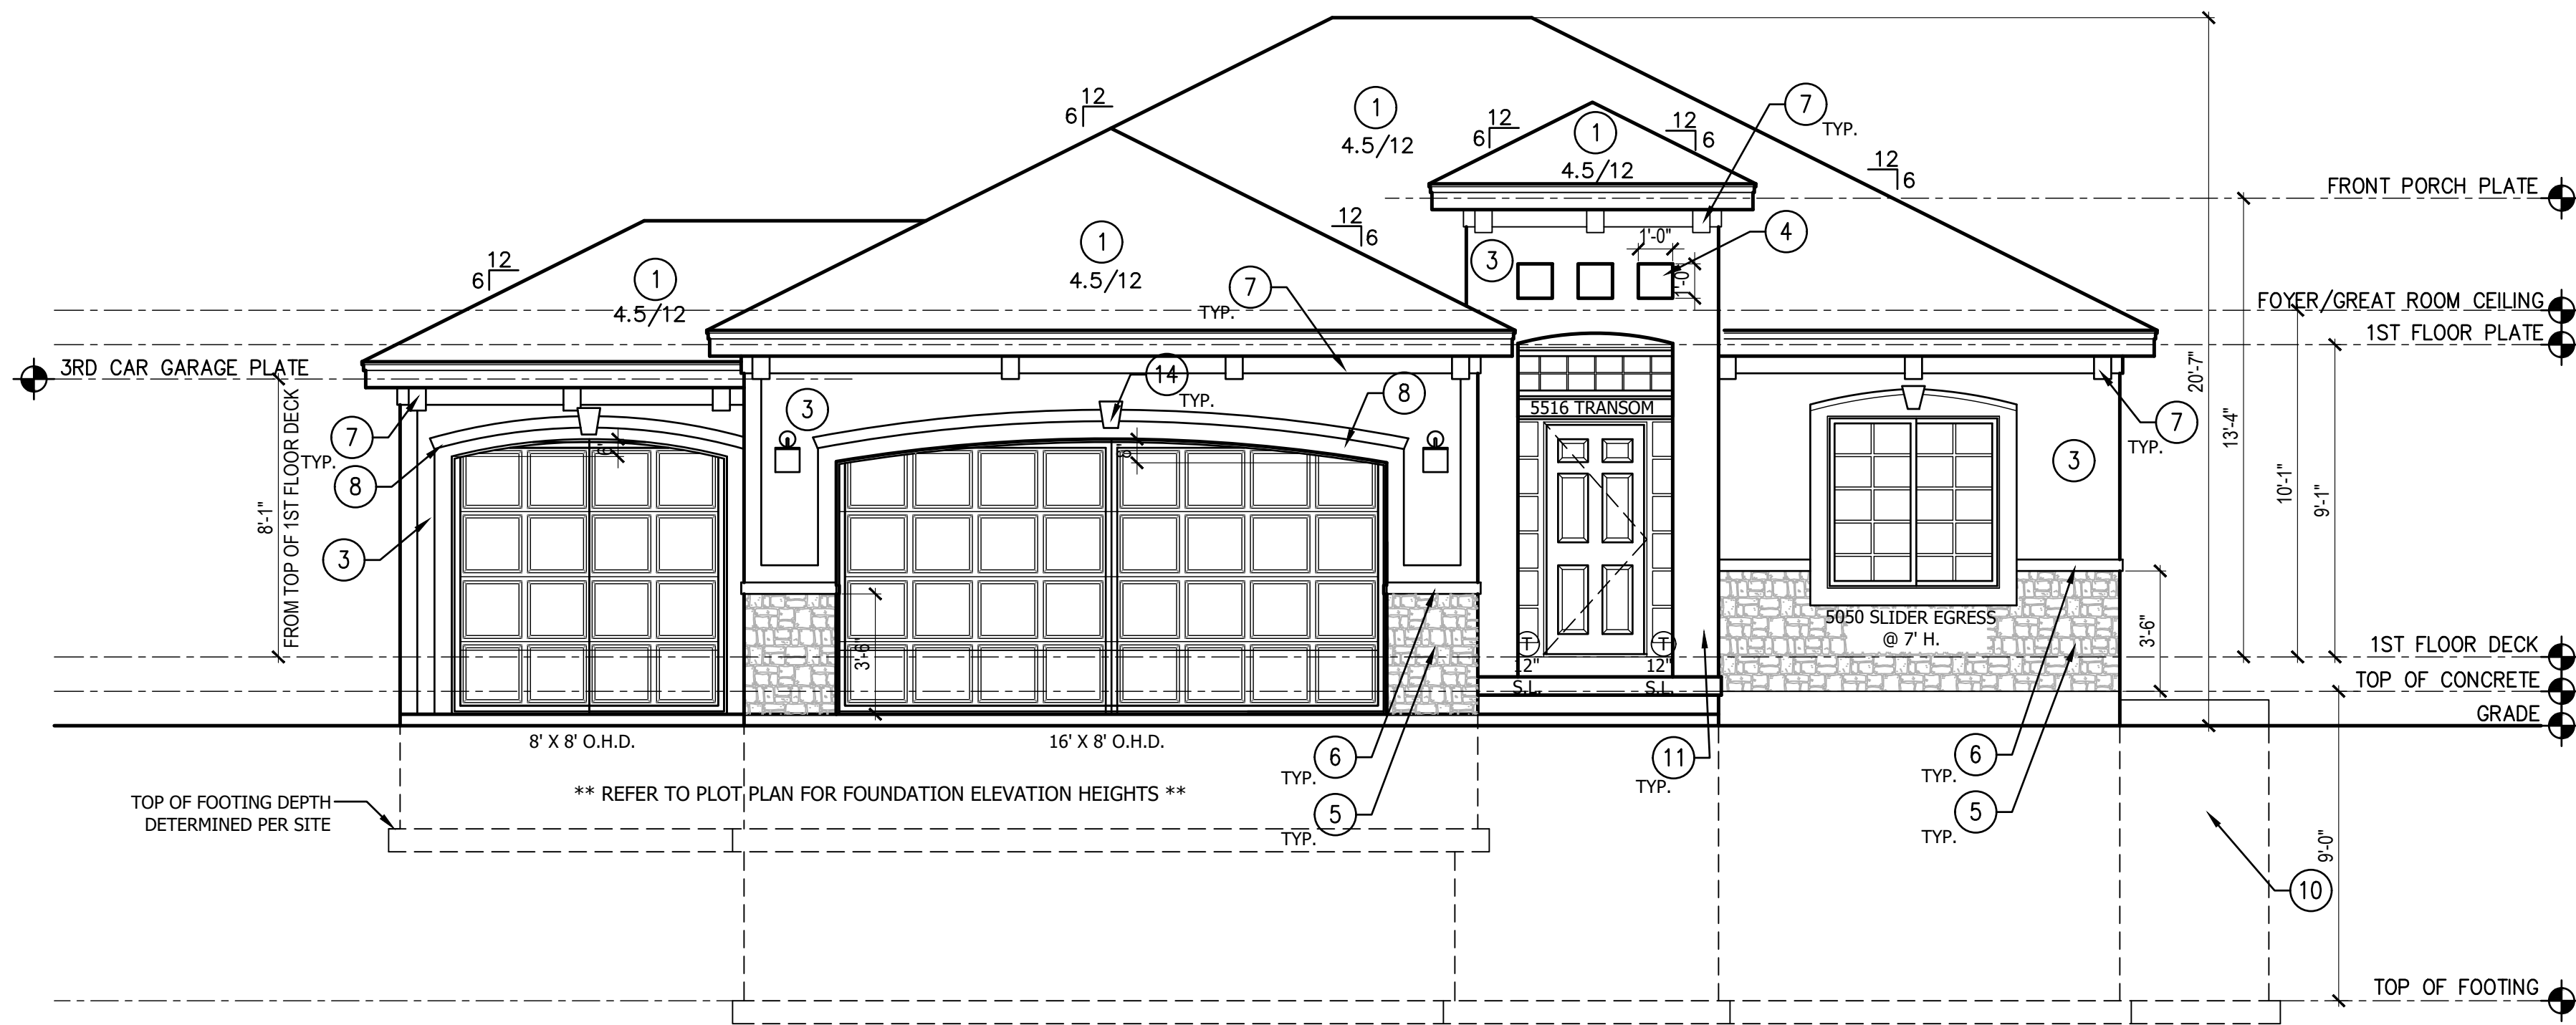 12
6
1
4.5/12
12
6
1
4.5/12
12
6
7
TYP.
12
6
FRONT PORCH PLATE
12
6
1
4.5/12
12
6
1'-0"
1'-0"
4
3
12
6
1
4.5/12
7
TYP.
FOYER/GREAT ROOM CEILING
1ST FLOOR PLATE
3RD CAR GARAGE PLATE
20'-7"
13'-4"
10'-1"
9'-1"
8'-1"
FROM TOP OF 1ST FLOOR DECK
7
TYP.
8
3
3
14
TYP.
8
6"
6"
5516 TRANSOM
3
7
TYP.
5050 SLIDER EGRESS
@ 7' H.
3'-6"
3'-6"
T
T
12"
S.L.
12"
S.L.
1ST FLOOR DECK
TOP OF CONCRETE
GRADE
8' X 8' O.H.D.
16' X 8' O.H.D.
6
TYP.
11
TYP.
6
TYP.
** REFER TO PLOT PLAN FOR FOUNDATION ELEVATION HEIGHTS **
TOP OF FOOTING DEPTH
DETERMINED PER SITE
5
TYP.
5
TYP.
9'-0"
10
TOP OF FOOTING